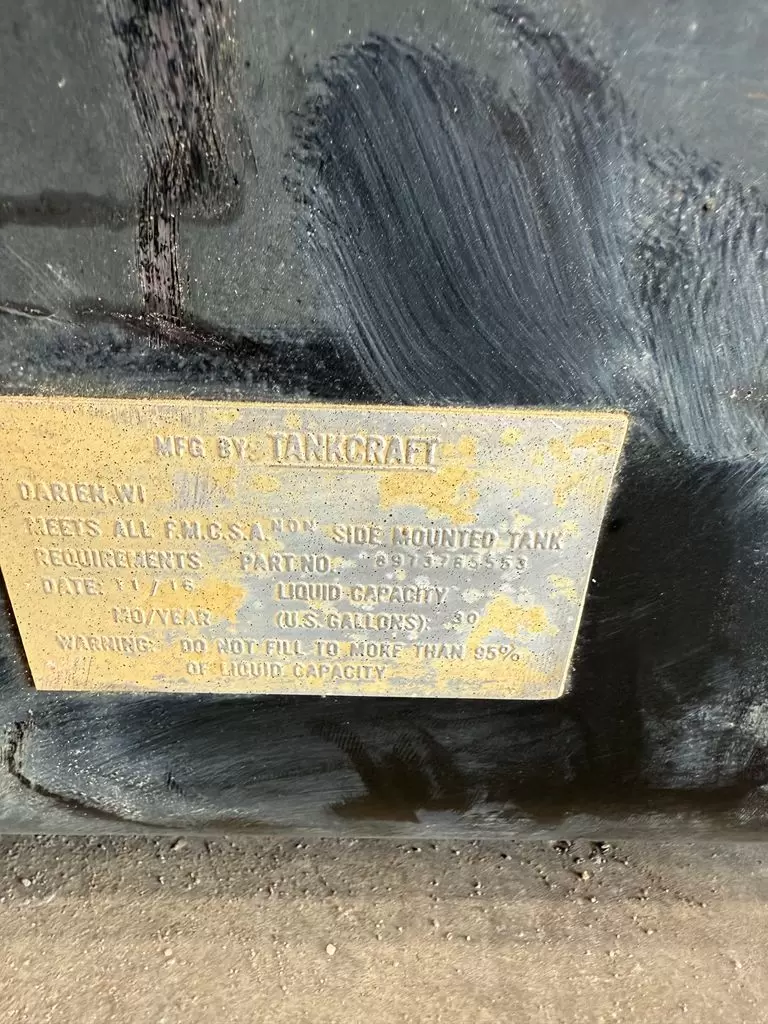 MFG BY: TANKCRAFT
DARIEN, WI
MEETS ALL F.M.C.S.A. NON SIDE MOUNTED TANK
REQUIREMENTS. PART NO. 8973765553
DATE: 11/16 LIQUID CAPACITY
MO/YEAR (U.S. GALLONS): 30
WARNING: DO NOT FILL TO MORE THAN 95%
OF LIQUID CAPACITY